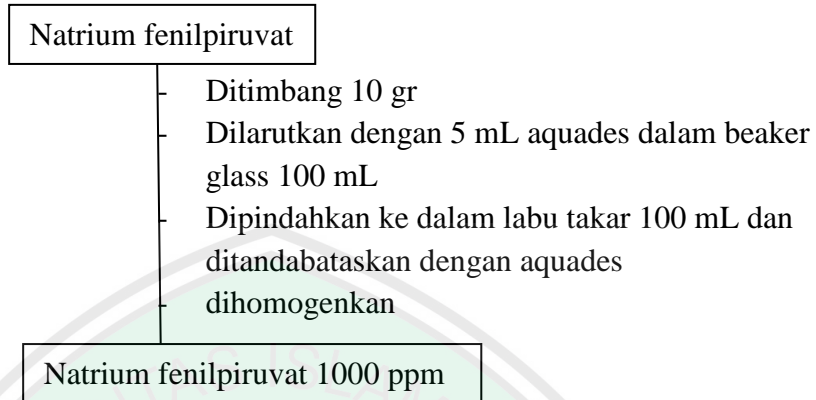 Natrium fenilpiruvat
- Ditimbang 10 gr
- Dilarutkan dengan 5 mL aquades dalam beaker
glass 100 mL
- Dipindahkan ke dalam labu takar 100 mL dan
ditandabataskan dengan aquades
- dihomogenkan
Natrium fenilpiruvat 1000 ppm